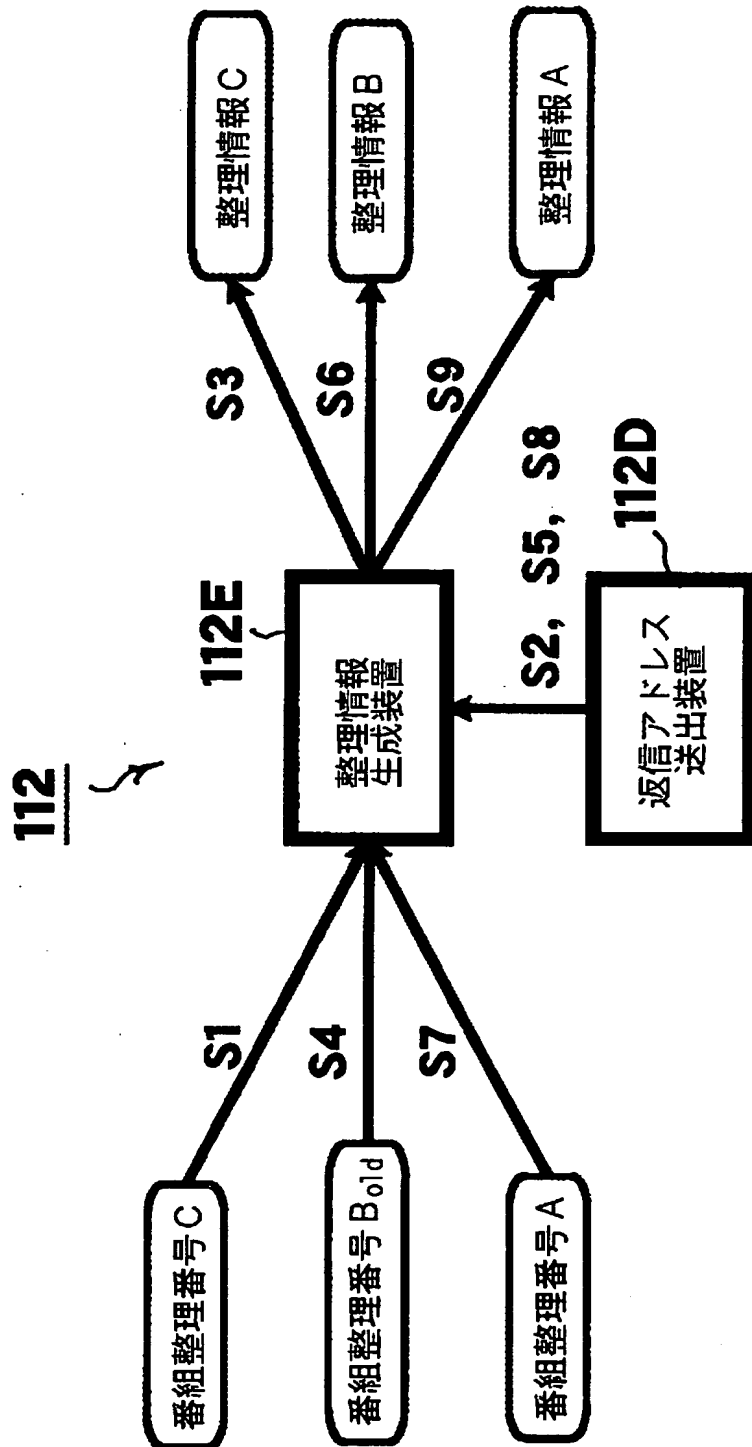 112
番組整理番号C
番組整理番号Bold
番組整理番号A
S1
S4
S7
112E
整理情報
生成装置
S2, S5, S8
112D
返信アドレス
送出装置
S3
S6
S9
整理情報C
整理情報B
整理情報A